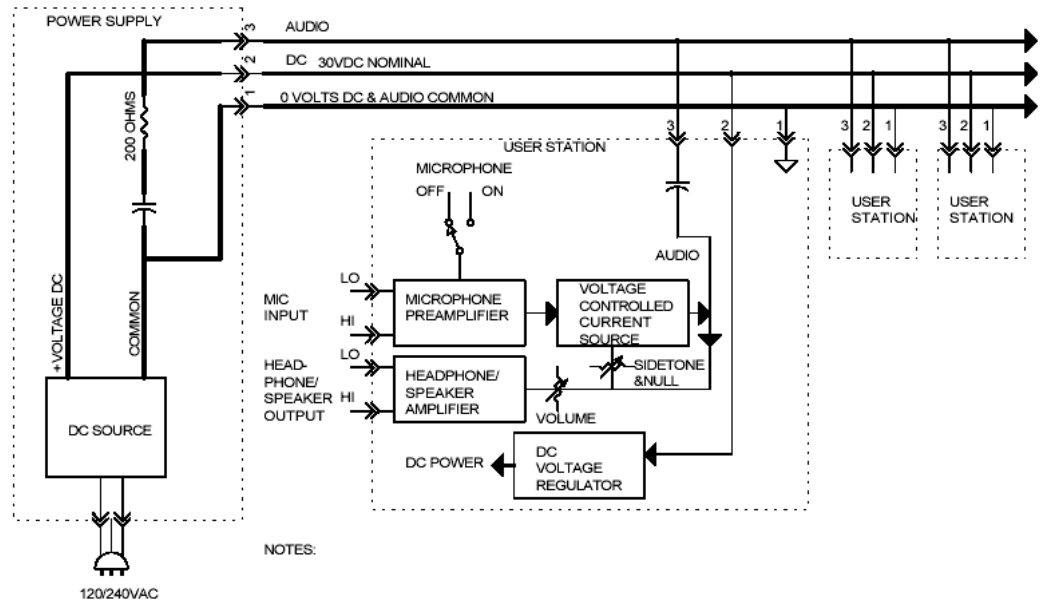 POWER SUPPLY
3
AUDIO
2
DC 30VDC NOMINAL
1
0 VOLTS DC & AUDIO COMMON
200 OHMS
+VOLTAGE DC
COMMON
DC SOURCE
120/240VAC
3
2
1
USER STATION
MICROPHONE
OFF
ON
AUDIO
MIC
INPUT
LO
HI
MICROPHONE
PREAMPLIFIER
VOLTAGE
CONTROLLED
CURRENT
SOURCE
HEAD-
PHONE/
SPEAKER
OUTPUT
LO
HI
HEADPHONE/
SPEAKER
AMPLIFIER
SIDETONE
&NULL
VOLUME
DC POWER
DC
VOLTAGE
REGULATOR
3
2
1
USER
STATION
3
2
1
USER
STATION
NOTES: